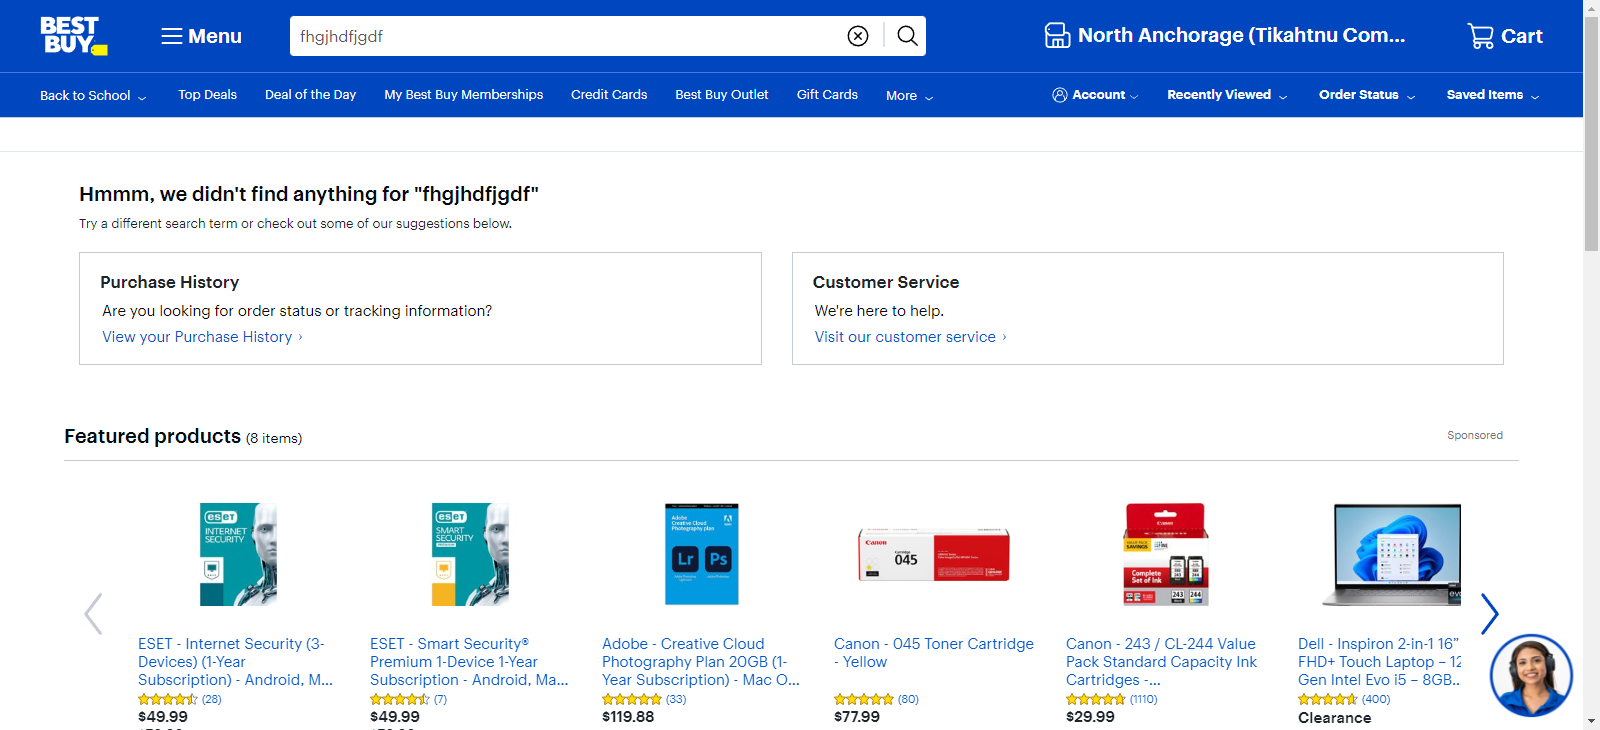 BEST BUY
Menu
fhgjhdfjgdf
North Anchorage (Tikahtnu Com...
Cart
Back to School
Top Deals
Deal of the Day
My Best Buy Memberships
Credit Cards
Best Buy Outlet
Gift Cards
More
Account
Recently Viewed
Order Status
Saved Items
Hmmm, we didn't find anything for "fhgjhdfjgdf"
Try a different search term or check out some of our suggestions below.
Purchase History
Are you looking for order status or tracking information?
View your Purchase History ›
Customer Service
We're here to help.
Visit our customer service ›
Featured products (8 items)
Sponsored
eseT
INTERNET
SECURITY
eseT
SMART
SECURITY
Adobe
Creative Cloud
Photography plan
Lr Ps
Canon
045
Canon
SAVINGS
Complete
Set of Ink
243 244
evo
ESET - Internet Security (3-
Devices) (1-Year
Subscription) - Android, M...
(28)
$49.99
ESET - Smart Security®
Premium 1-Device 1-Year
Subscription - Android, Ma...
(7)
$49.99
Adobe - Creative Cloud
Photography Plan 20GB (1-
Year Subscription) - Mac O...
(33)
$119.88
Canon - 045 Toner Cartridge
- Yellow
(80)
$77.99
Canon - 243 / CL-244 Value
Pack Standard Capacity Ink
Cartridges -...
(1110)
$29.99
Dell - Inspiron 2-in-1 16”
FHD+ Touch Laptop – 12
Gen Intel Evo i5 – 8GB...
(400)
Clearance